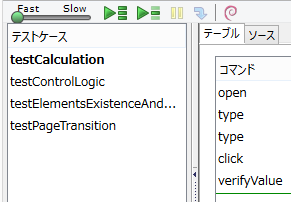 Fast Slow
テストケース
testCalculation
testControlLogic
testElementsExistenceAnd...
testPageTransition
テーブル ソース
コマンド
open
type
type
click
verifyValue